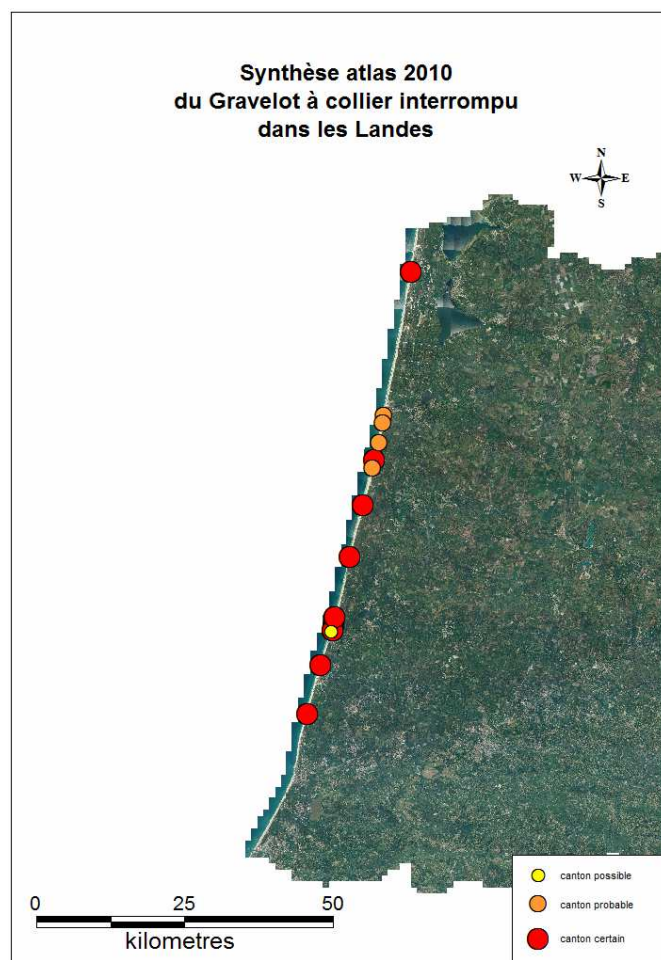 Synthèse atlas 2010
du Gravelot à collier interrompu
dans les Landes
N
W E
S
canton possible
canton probable
canton certain
0 25 50
kilometres